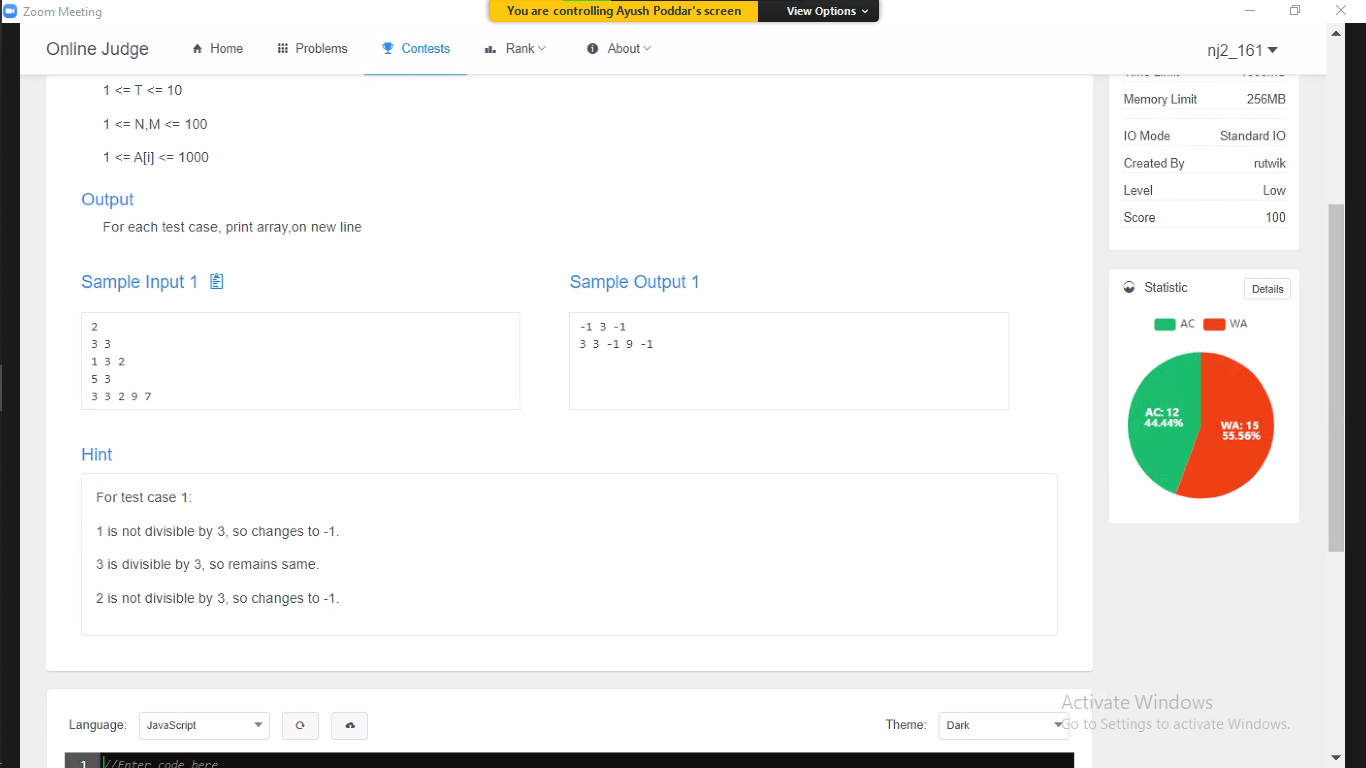 Zoom Meeting
You are controlling Ayush Poddar's screen
View Options
Online Judge
Home
Problems
Contests
Rank
About
nj2_161
1 <= T <= 10
1 <= N,M <= 100
1 <= A[i] <= 1000
Output
For each test case, print array,on new line
Sample Input 1
2
3 3
1 3 2
5 3
3 3 2 9 7
Sample Output 1
-1 3 -1
3 3 -1 9 -1
Hint
For test case 1:
1 is not divisible by 3, so changes to -1.
3 is divisible by 3, so remains same.
2 is not divisible by 3, so changes to -1.
Memory Limit 256MB
IO Mode Standard IO
Created By rutwik
Level Low
Score 100
Statistic
Details
AC WA
AC: 12
44.44%
WA: 15
55.56%
Language: JavaScript
Theme: Dark
Activate Windows
Go to Settings to activate Windows.
1 //Enter code here